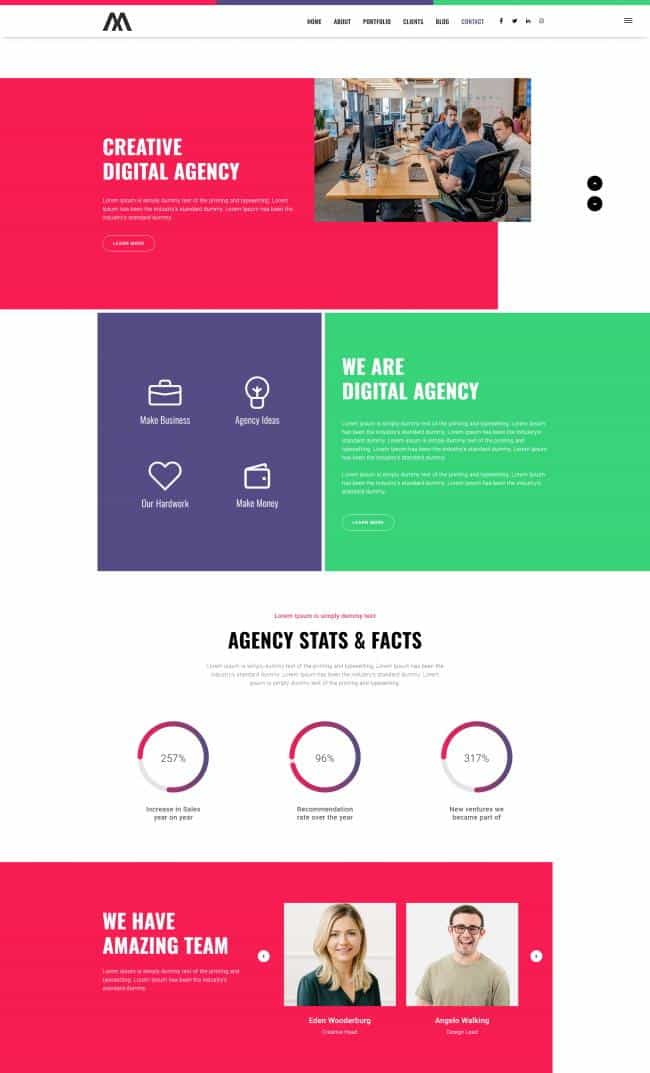 HOME ABOUT PORTFOLIO CLIENTS BLOG CONTACT
CREATIVE
DIGITAL AGENCY
Lorem Ipsum is simply dummy text of the printing and typesetting. Lorem
Ipsum has been the industry's standard dummy. Lorem Ipsum has the
industry's standard dummy.
LEARN MORE
Make Business
Agency Ideas
Our Hardwork
Make Money
WE ARE
DIGITAL AGENCY
Lorem Ipsum is simply dummy text of the printing and typesetting. Lorem Ipsum
has been the industry's standard dummy. Lorem Ipsum has been the industry's
standard dummy. Lorem Ipsum is simply dummy text of the printing and
typesetting. Lorem Ipsum has been the industry's standard dummy. Lorem Ipsum
has been the industry's standard dummy.
Lorem Ipsum is simply dummy text of the printing and typesetting. Lorem Ipsum
has been the industry's standard dummy. Lorem Ipsum has been the industry's
standard dummy.
LEARN MORE
Lorem Ipsum is simply dummy text
AGENCY STATS & FACTS
Lorem Ipsum is simply dummy text of the printing and typesetting. Lorem Ipsum has been the
industry's standard dummy. Lorem Ipsum has been the industry's standard dummy. Lorem
Ipsum is simply dummy text of the printing and typesetting.
257%
96%
317%
Increase in Sales
year on year
Recommendation
rate over the year
New ventures we
became part of
WE HAVE
AMAZING TEAM
Lorem Ipsum is simply dummy text of the printing and typesetting
industry. Lorem Ipsum has been the industry's
standard dummy.
Eden Wooderburg
Creative Head
Angelo Walking
Design Lead